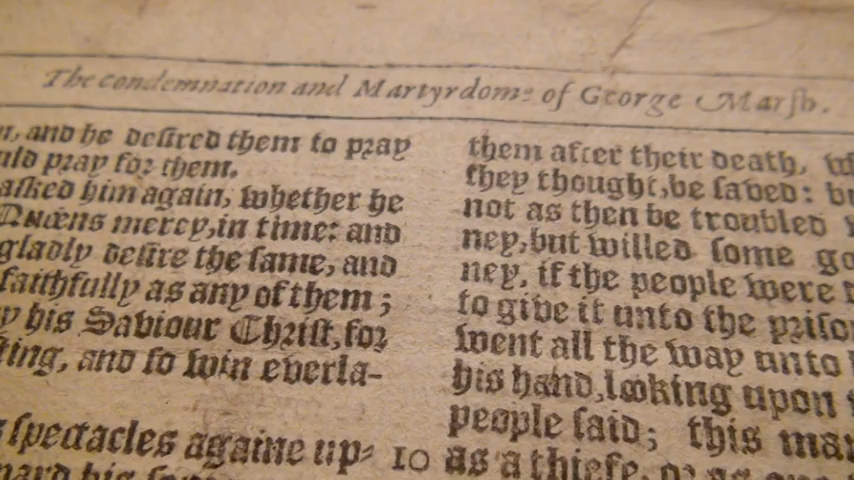 The condemnation and Martyrdome of George Marsh.
and he desired them to pray
uld pray for them.
asked him again, whether he
Queens mercy, in time: and
gladly desire the same, and
faithfully as any of them;
y his Saviour Christ, for
ting, and so win everla-
spectacles againe up-
them after their death,
they thought, be saved:
not as then be troubled
ney, but willed some go
ney, if the people were
to give it unto the priso
went all the way unto
his hand, looking upon
people said; this man
10 as a thiefe,